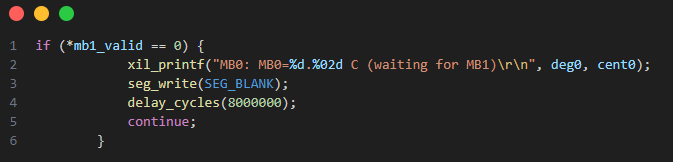 1 if (*mb1_valid == 0) {
2 xil_printf("MB0: MB0=%d.%02d C (waiting for MB1)\r\n", deg0, cent0);
3 seg_write(SEG_BLANK);
4 delay_cycles(8000000);
5 continue;
6 }